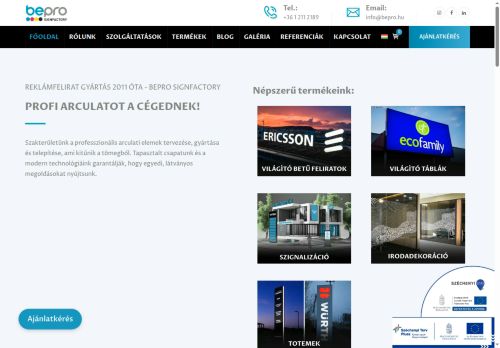 bepro
SIGNFACTORY
Tel.:
+36 1 211 2189
Email:
info@bepro.hu
FŐOLDAL RÓLUNK SZOLGÁLTATÁSOK TERMÉKEK BLOG GALÉRIA REFERENCIÁK KAPCSOLAT
AJÁNLATKÉRÉS
REKLÁMFELIRAT GYÁRTÁS 2011 ÓTA - BEPRO SIGNFACTORY
PROFI ARCULATOT A CÉGEDNEK!
Szakterületünk a professzionális arculati elemek tervezése, gyártása
és telepítése, ami kitűnik a tömegből. Tapasztalt csapatunk és a
modern technológiáink garantálják, hogy egyedi, látványos
megoldásokat nyújtsunk.
Népszerű termékeink:
ERICSSON
VILÁGÍTÓ BETŰ FELIRATOK
ecofamily
VILÁGÍTÓ TÁBLÁK
SZIGNALIZÁCIÓ
IRODADEKORÁCIÓ
WÜRT
TOTEMEK
Ajánlatkérés
SZÉCHENYI
Széchenyi Terv
Plusz